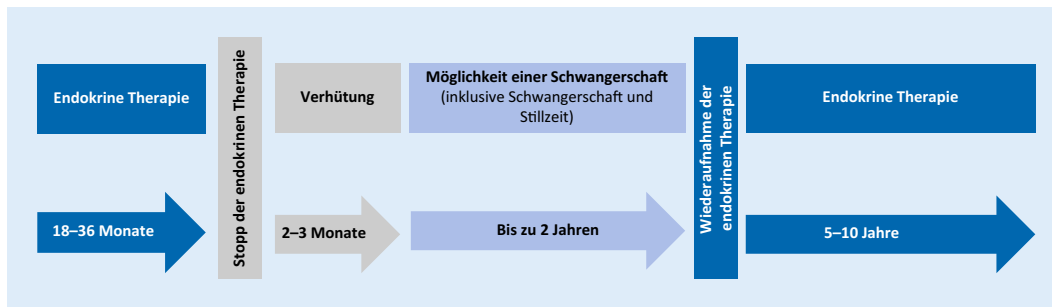 Endokrine Therapie
Stopp der endokrinen Therapie
Verhütung
Möglichkeit einer Schwangerschaft
(inklusive Schwangerschaft und
Stillzeit)
Wiederaufnahme der
endokrinen Therapie
Endokrine Therapie
18–36 Monate
2–3 Monate
Bis zu 2 Jahren
5–10 Jahre